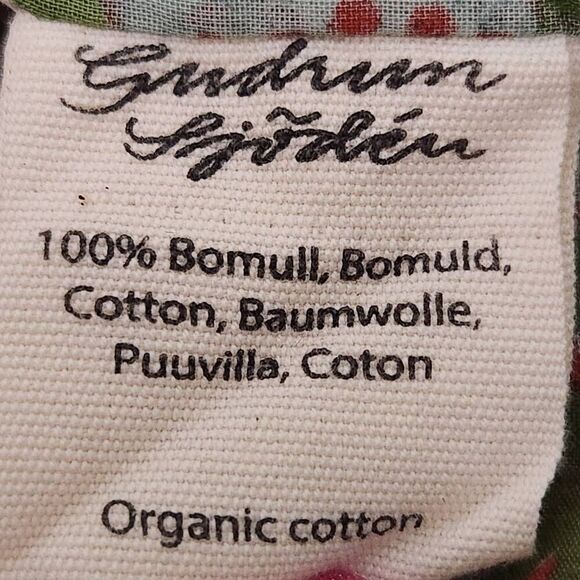 Gudrun
Sjödén
100% Bomull, Bomuld,
Cotton, Baumwolle,
Puuvilla, Coton
Organic cotton